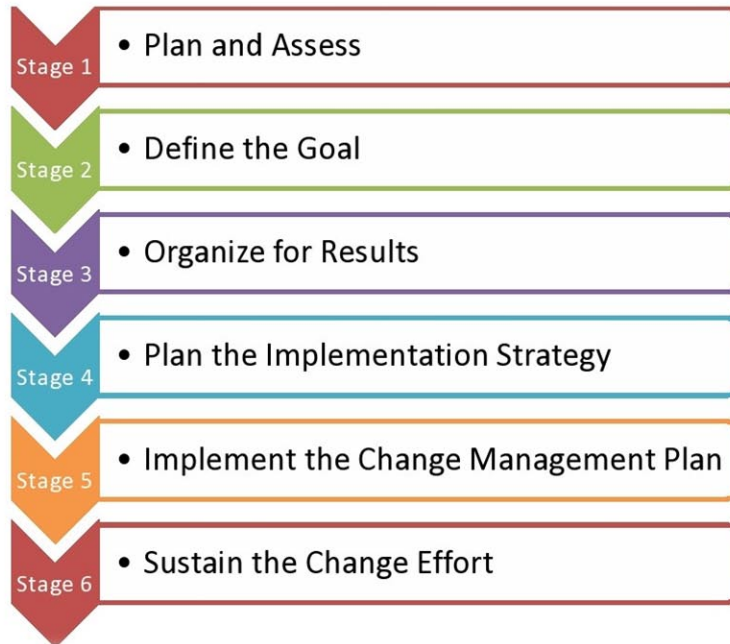 Stage 1
• Plan and Assess
Stage 2
• Define the Goal
Stage 3
• Organize for Results
Stage 4
• Plan the Implementation Strategy
Stage 5
• Implement the Change Management Plan
Stage 6
• Sustain the Change Effort